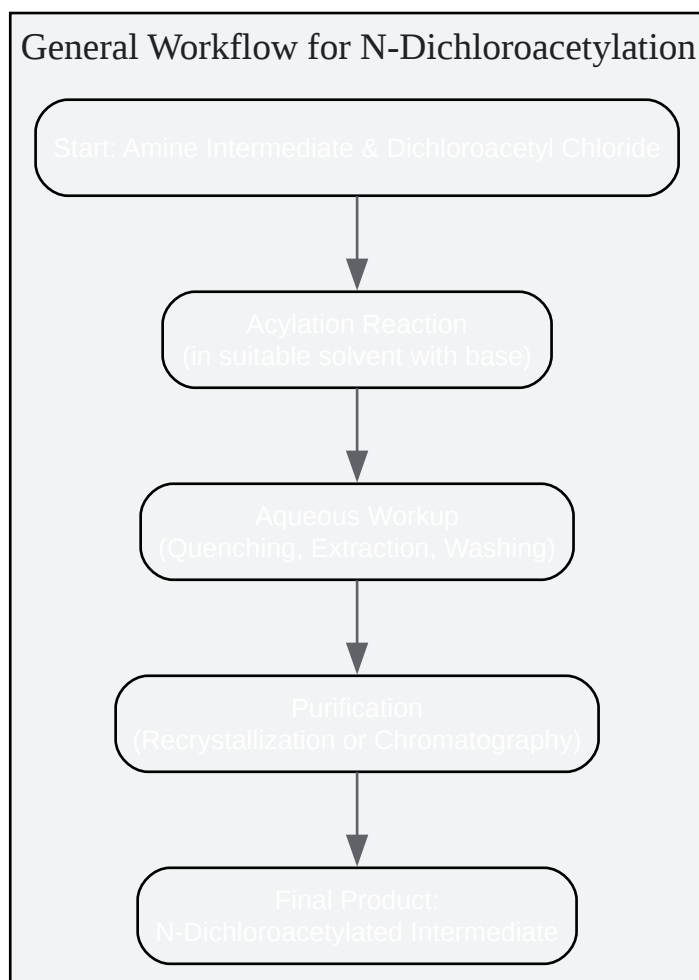 General Workflow for N-Dichloroacetylation
Start: Amine Intermediate & Dichloroacetyl Chloride
Acylation Reaction
(in suitable solvent with base)
Aqueous Workup
(Quenching, Extraction, Washing)
Purification
(Recrystallization or Chromatography)
Final Product:
N-Dichloroacetylated Intermediate